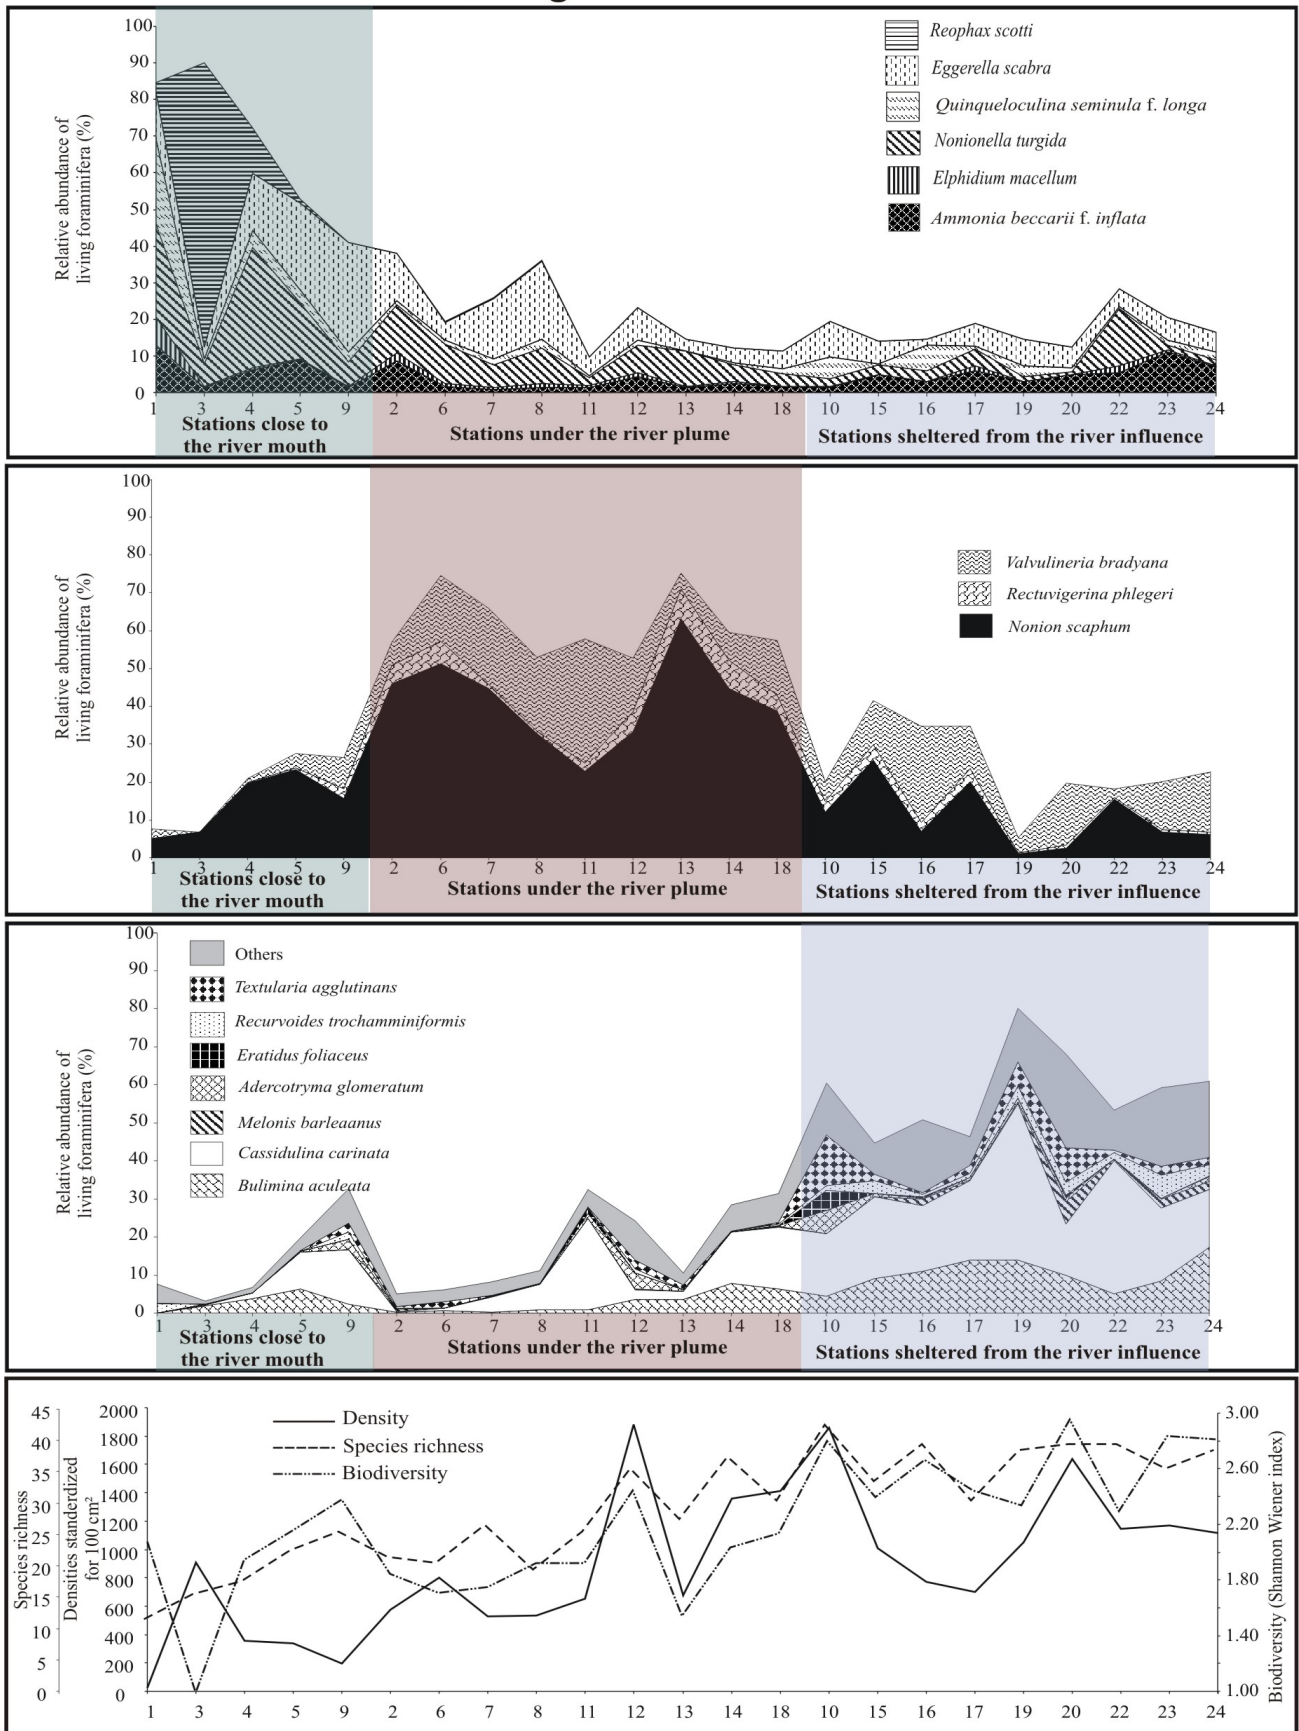 100
90
80
70
60
50
40
30
20
10
0
Relative abundance of
living foraminifera (%)
Reophax scotti
Eggerella scabra
Quinqueloculina seminula f. longa
Nonionella turgida
Elphidium macellum
Ammonia beccarii f. inflata
1 3 4 5 9 2 6 7 8 11 12 13 14 18 10 15 16 17 19 20 22 23 24
Stations close to
the river mouth
Stations under the river plume
Stations sheltered from the river influence
100
90
80
70
60
50
40
30
20
10
0
Relative abundance of
living foraminifera (%)
Valvulineria bradyana
Rectuvigerina phlegeri
Nonion scaphum
1 3 4 5 9 2 6 7 8 11 12 13 14 18 10 15 16 17 19 20 22 23 24
Stations close to
the river mouth
Stations under the river plume
Stations sheltered from the river influence
100
90
80
70
60
50
40
30
20
10
0
Relative abundance of
living foraminifera (%)
Others
Textularia agglutinans
Recurvoides trochamminiformis
Eratidus foliaceus
Adercotryma glomeratum
Melonis barleaanus
Cassidulina carinata
Bulimina aculeata
1 3 4 5 9 2 6 7 8 11 12 13 14 18 10 15 16 17 19 20 22 23 24
Stations close to
the river mouth
Stations under the river plume
Stations sheltered from the river influence
45
40
35
30
25
20
15
10
5
0
Species richness
2000
1800
1600
1400
1200
1000
800
600
400
200
0
Densities standerdized
for 100 cm²
Density
Species richness
Biodiversity
3.00
2.60
2.20
1.80
1.40
1.00
Biodiversity (Shannon Wiener index)
1 3 4 5 9 2 6 7 8 11 12 13 14 18 10 15 16 17 19 20 22 23 24